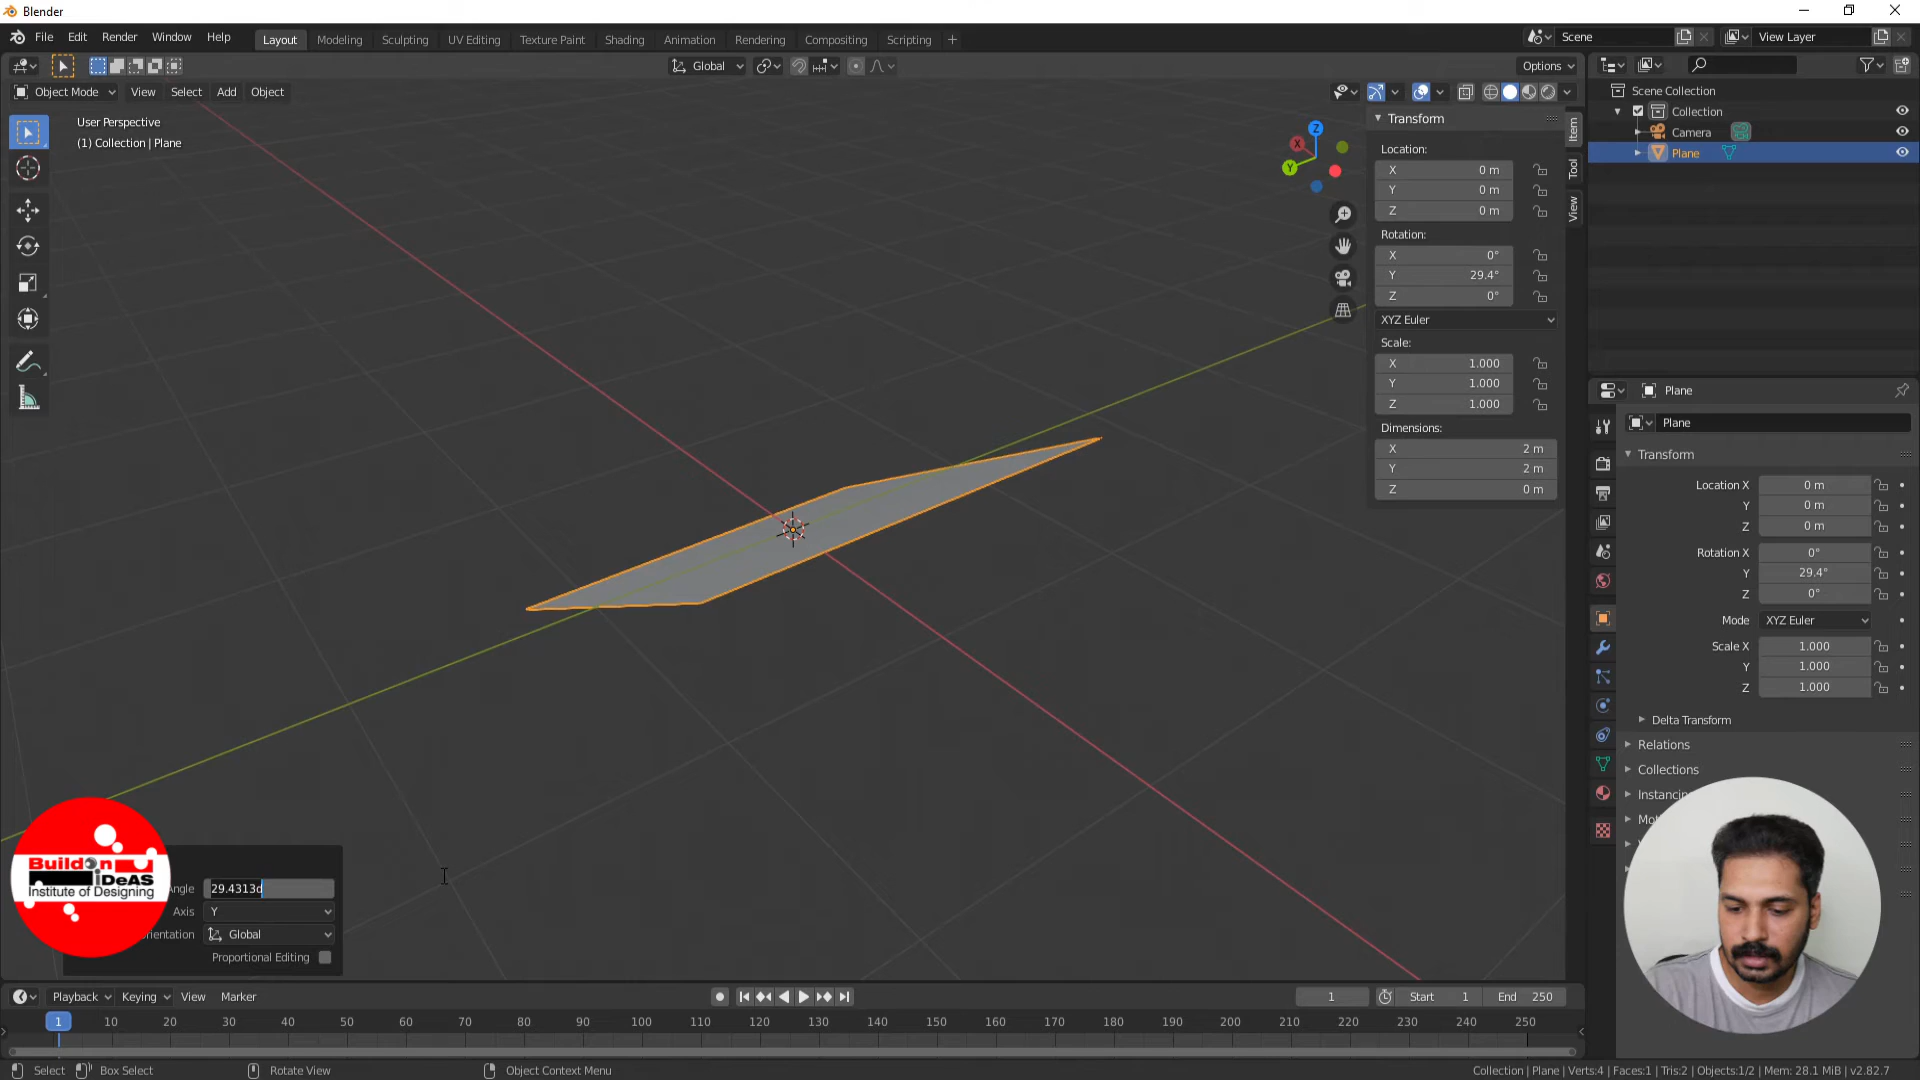 Blender
File Edit Render Window Help Layout Modeling Sculpting UV Editing Texture Paint Shading Animation Rendering Compositing Scripting + Scene View Layer
Global Options
Object Mode View Select Add Object
User Perspective
(1) Collection | Plane
Z
X
Y
Transform
Location:
X 0 m
Y 0 m
Z 0 m
Rotation:
X 0°
Y 29.4°
Z 0°
XYZ Euler
Scale:
X 1.000
Y 1.000
Z 1.000
Dimensions:
X 2 m
Y 2 m
Z 0 m
Item
Tool
View
Scene Collection
Collection
Camera
Plane
Plane
Plane
Transform
Location X 0 m
Y 0 m
Z 0 m
Rotation X 0°
Y 29.4°
Z 0°
Mode XYZ Euler
Scale X 1.000
Y 1.000
Z 1.000
Delta Transform
Relations
Collections
Angle 29.4313d
Axis Y
Global
Proportional Editing
Build on
iDeAS
Institute of Designing
Playback Keying View Marker 1 Start 1 End 250
1 10 20 30 40 50 60 70 80 90 100 110 120 130 140 150 160 170 180 190 200 210 220 230 240 250
Select Box Select Rotate View Object Context Menu Collection | Plane | Verts:4 | Faces:1 | Tris:2 | Objects:1/2 | Mem: 28.1 MiB | v2.82.7